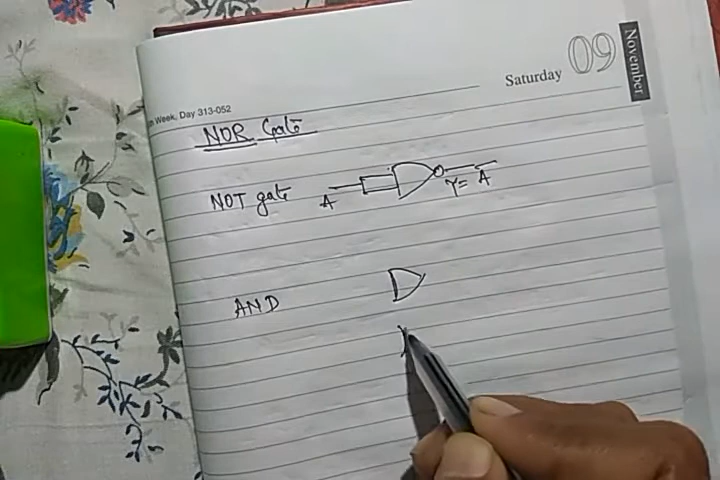 November
09
Saturday
Week, Day 313-052
NOR Gate
NOT gate A Y = A̅
AND